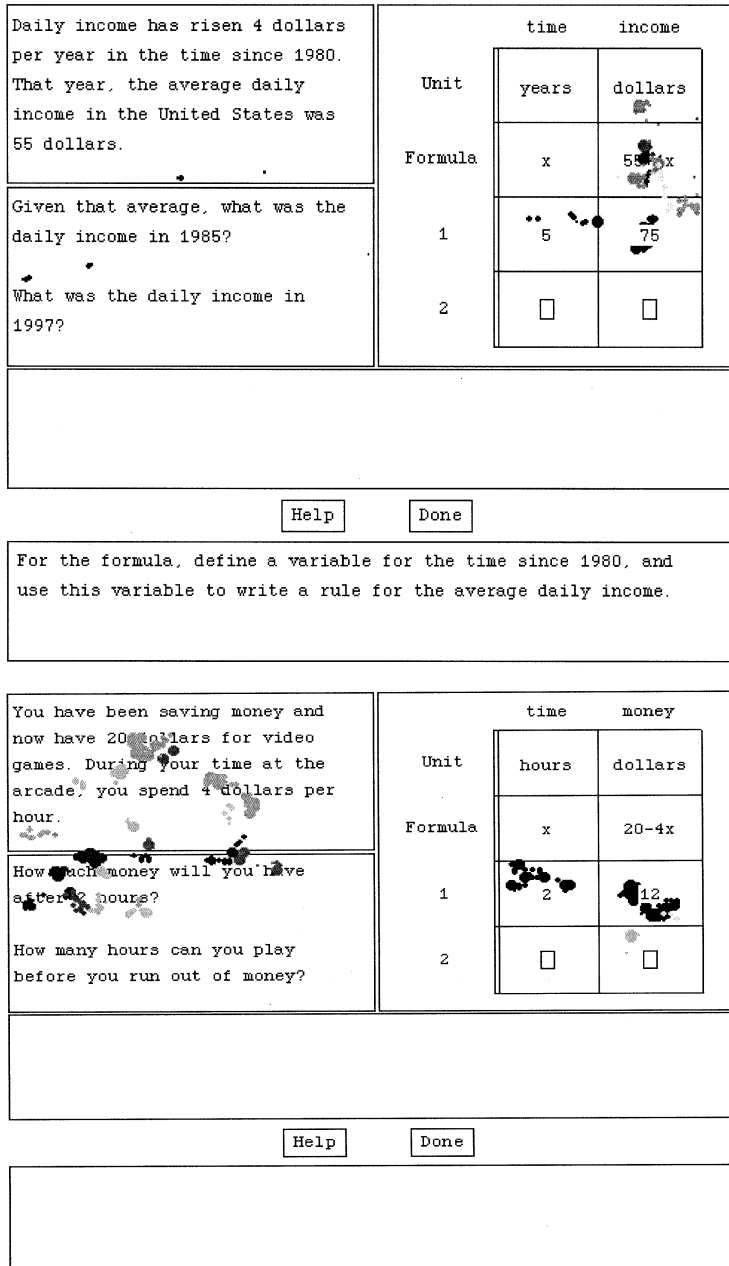 Daily income has risen 4 dollars
per year in the time since 1980.
That year, the average daily
income in the United States was
55 dollars.
Given that average, what was the
daily income in 1985?
What was the daily income in
1997?
time income
Unit years dollars
Formula x
1 5 75
2
Help Done
For the formula, define a variable for the time since 1980, and
use this variable to write a rule for the average daily income.
You have been saving money and
now have 20 dollars for video
games. During your time at the
arcade, you spend 4 dollars per
hour.
How much money will you have
after 2 hours?
How many hours can you play
before you run out of money?
time money
Unit hours dollars
Formula x 20-4x
1 2 12
2
Help Done